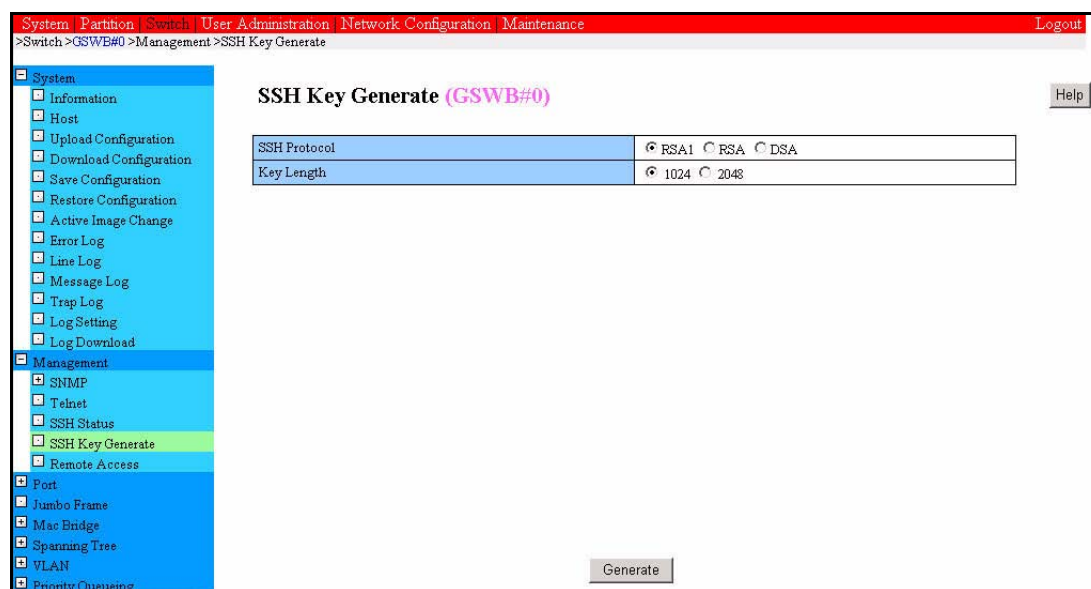 System | Partition | Switch | User Administration | Network Configuration | Maintenance Logout
>Switch >GSWB#0 >Management >SSH Key Generate
System
Information
Host
Upload Configuration
Download Configuration
Save Configuration
Restore Configuration
Active Image Change
Error Log
Line Log
Message Log
Trap Log
Log Setting
Log Download
Management
SNMP
Telnet
SSH Status
SSH Key Generate
Remote Access
Port
Jumbo Frame
Mac Bridge
Spanning Tree
VLAN
Priority Queueing
SSH Key Generate (GSWB#0)
Help
SSH Protocol RSA1 RSA DSA
Key Length 1024 2048
Generate